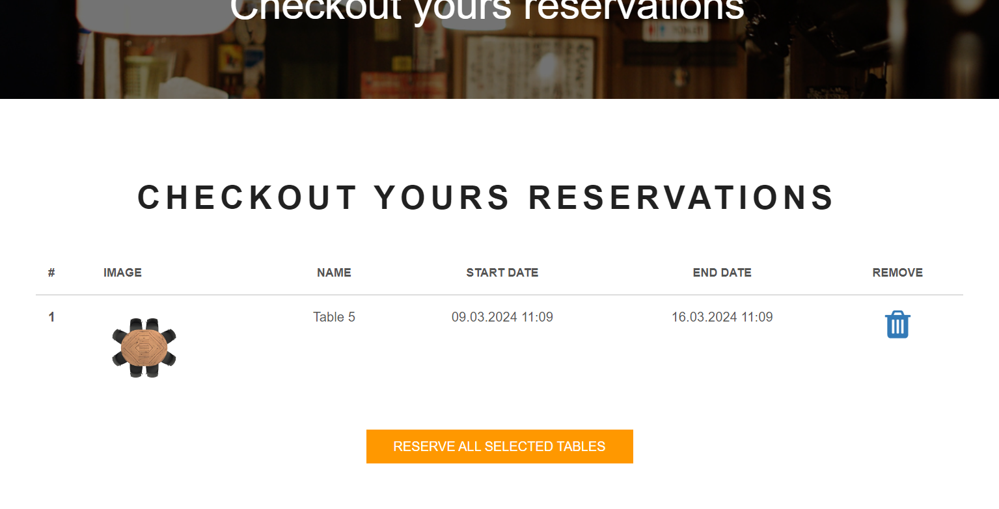 Checkout yours reservations
CHECKOUT YOURS RESERVATIONS
# IMAGE NAME START DATE END DATE REMOVE
1 Table 5 09.03.2024 11:09 16.03.2024 11:09
RESERVE ALL SELECTED TABLES